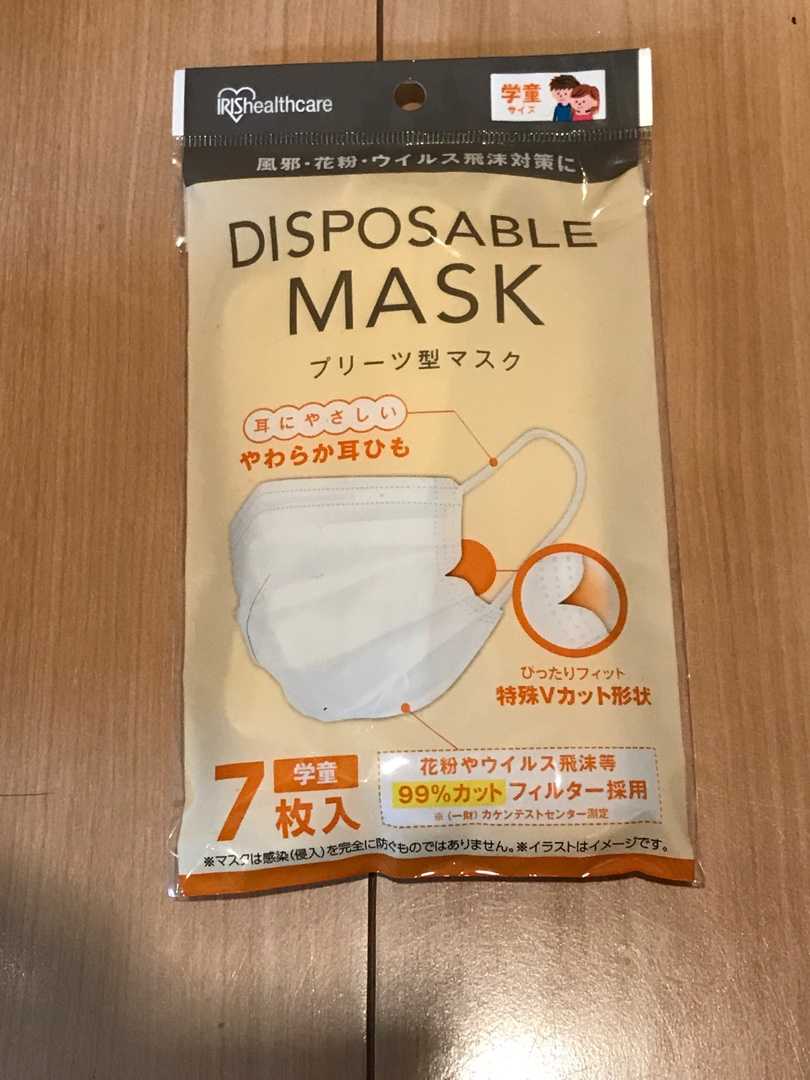 IRIShealthcare
学童
サイズ
風邪・花粉・ウイルス飛沫対策に
DISPOSABLE
MASK
プリーツ型マスク
耳にやさしい
やわらか耳ひも
ぴったりフィット
特殊Vカット形状
7枚入
学童
花粉やウイルス飛沫等
99%カットフィルター採用
※(一財)カケンテストセンター測定
※マスクは感染(侵入)を完全に防ぐものではありません。※イラストはイメージです。